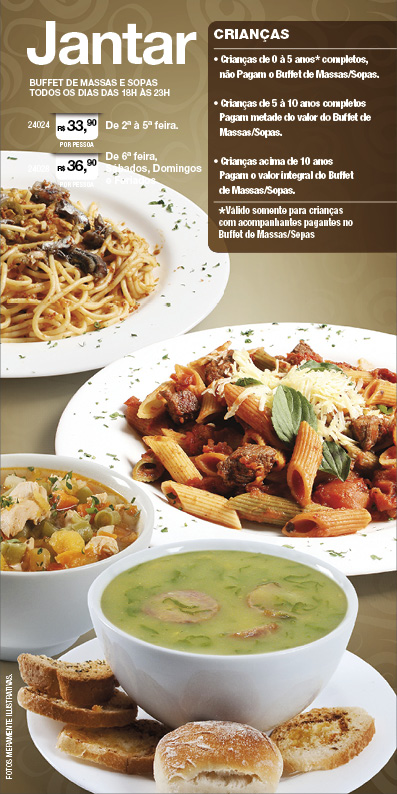 Jantar
BUFFET DE MASSAS E SOPAS
TODOS OS DIAS DAS 18H ÀS 23H
24024 R$ 33,90 De 2ª à 5ª feira.
POR PESSOA
De 6ª feira,
R$ 36,90 Sábados, Domingos
POR PESSOA
CRIANÇAS
• Crianças de 0 à 5 anos* completos,
não Pagam o Buffet de Massas/Sopas.
• Crianças de 5 à 10 anos completos
Pagam metade do valor do Buffet de
Massas/Sopas.
• Crianças acima de 10 anos
Pagam o valor integral do Buffet
de Massas/Sopas.
*Válido somente para crianças
com acompanhantes pagantes no
Buffet de Massas/Sopas
FOTOS MERAMENTE ILUSTRATIVAS.